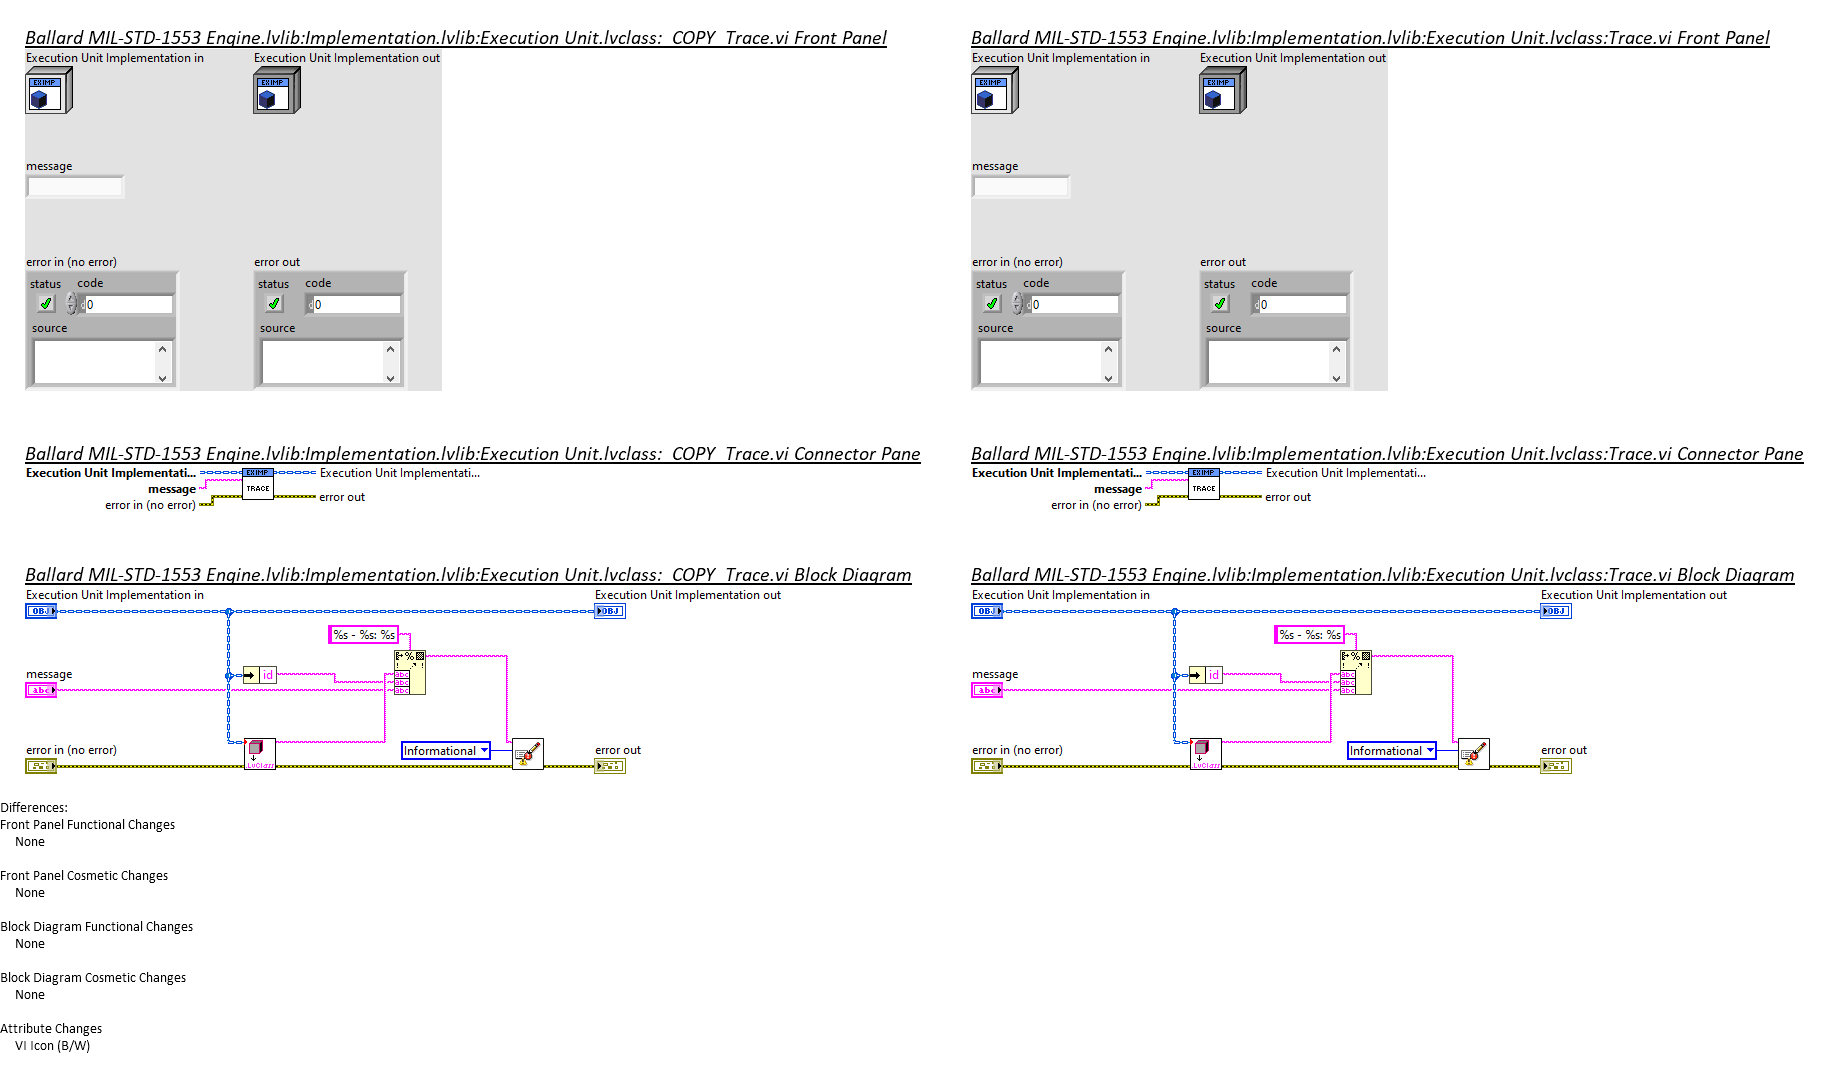 Ballard MIL-STD-1553 Engine.lvlib:Implementation.lvlib:Execution Unit.lvclass:_COPY_Trace.vi Front Panel
Execution Unit Implementation in
Execution Unit Implementation out
EXIMP
EXIMP
message
error in (no error)
error out
status code
status code
0
0
source
source
Ballard MIL-STD-1553 Engine.lvlib:Implementation.lvlib:Execution Unit.lvclass:Trace.vi Front Panel
Execution Unit Implementation in
Execution Unit Implementation out
EXIMP
EXIMP
message
error in (no error)
error out
status code
status code
0
0
source
source
Ballard MIL-STD-1553 Engine.lvlib:Implementation.lvlib:Execution Unit.lvclass:_COPY_Trace.vi Connector Pane
Execution Unit Implementati...
EXIMP
Execution Unit Implementati...
message
TRACE
error out
error in (no error)
Ballard MIL-STD-1553 Engine.lvlib:Implementation.lvlib:Execution Unit.lvclass:Trace.vi Connector Pane
Execution Unit Implementati...
EXIMP
Execution Unit Implementati...
message
TRACE
error out
error in (no error)
Ballard MIL-STD-1553 Engine.lvlib:Implementation.lvlib:Execution Unit.lvclass:_COPY_Trace.vi Block Diagram
Execution Unit Implementation in
Execution Unit Implementation out
OBJ
OBJ
%s - %s: %s
message
id
abc
abc
abc
abc
error in (no error)
Informational
error out
.LvClass
Ballard MIL-STD-1553 Engine.lvlib:Implementation.lvlib:Execution Unit.lvclass:Trace.vi Block Diagram
Execution Unit Implementation in
Execution Unit Implementation out
OBJ
OBJ
%s - %s: %s
message
id
abc
abc
abc
abc
error in (no error)
Informational
error out
.LvClass
Differences:
Front Panel Functional Changes
None
Front Panel Cosmetic Changes
None
Block Diagram Functional Changes
None
Block Diagram Cosmetic Changes
None
Attribute Changes
VI Icon (B/W)